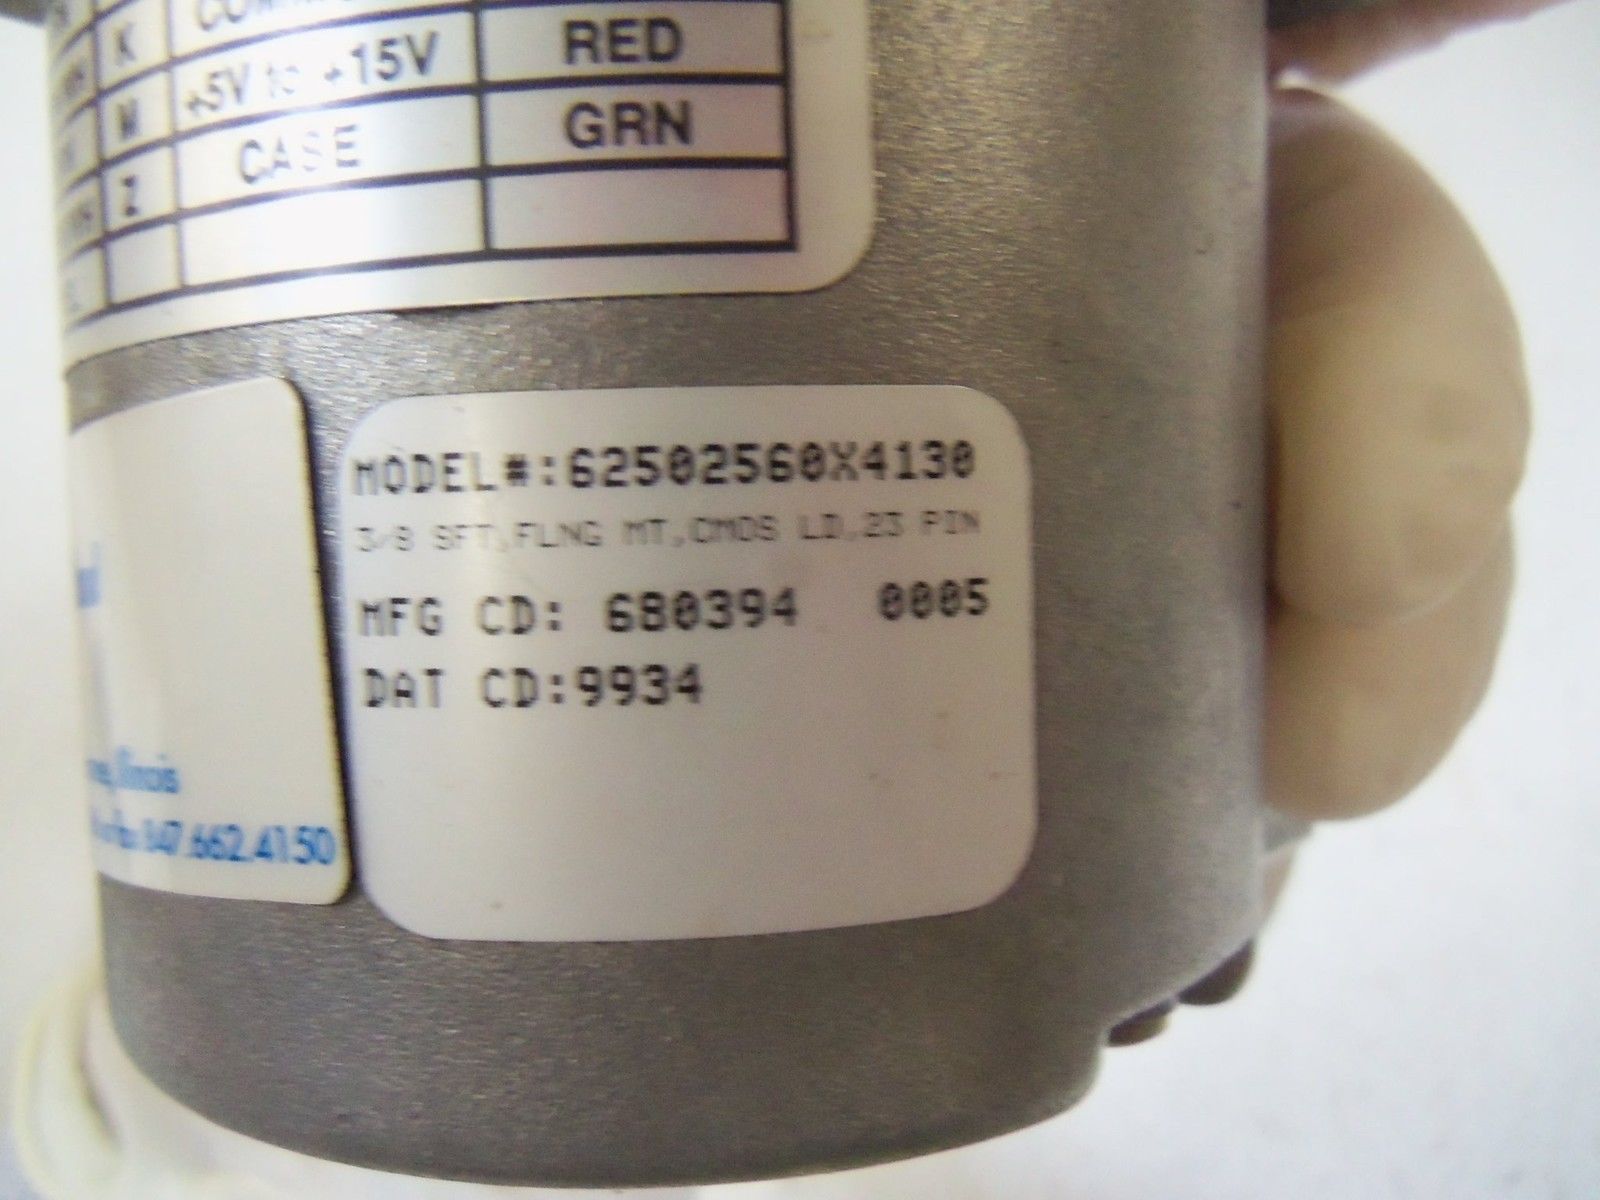 K
M +5V to +15V RED
Z CASE GRN
MODEL#:62502560X4130
3/8 SFT,FLNG MT,CMOS LD,23 PIN
MFG CD: 680394 0005
DAT CD:9934
Illinois
847.662.4150